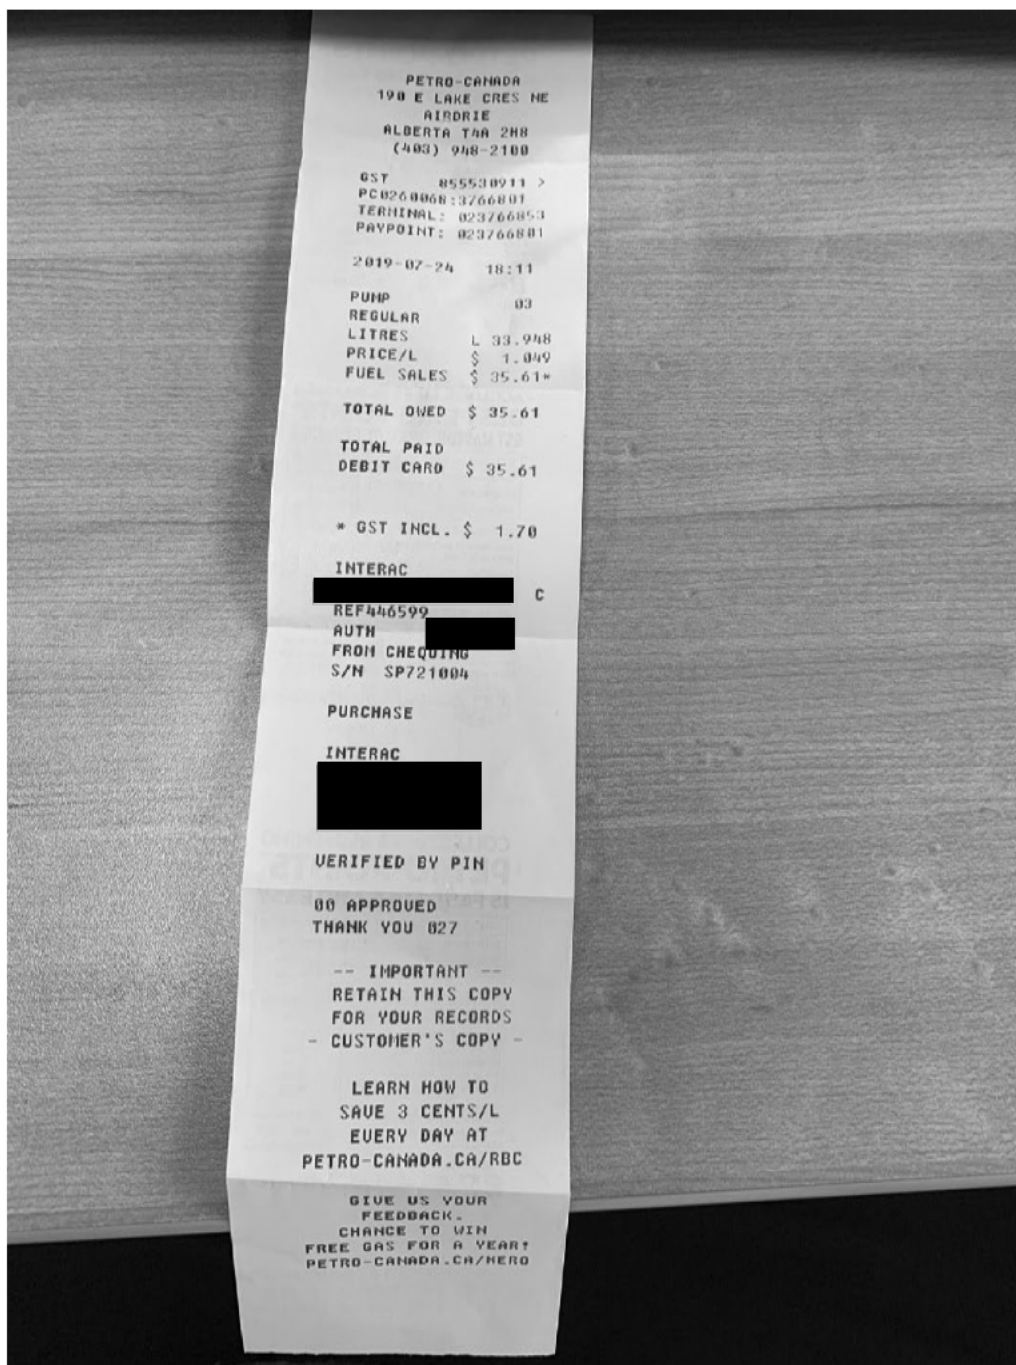 PETRO-CANADA
190 E LAKE CRES NE
AIRDRIE
ALBERTA T4A 2H8
(403) 948-2100
GST 855530911 >
PC0260068:3766801
TERMINAL: 023766853
PAYPOINT: 023766801
2019-07-24 18:11
PUMP 03
REGULAR
LITRES L 33.948
PRICE/L $ 1.049
FUEL SALES $ 35.61*
TOTAL OWED $ 35.61
TOTAL PAID
DEBIT CARD $ 35.61
* GST INCL. $ 1.70
INTERAC
C
REF446599
AUTH
FROM CHEQUING
S/N SP721004
PURCHASE
INTERAC
VERIFIED BY PIN
00 APPROVED
THANK YOU 027
-- IMPORTANT --
RETAIN THIS COPY
FOR YOUR RECORDS
- CUSTOMER'S COPY -
LEARN HOW TO
SAVE 3 CENTS/L
EVERY DAY AT
PETRO-CANADA.CA/RBC
GIVE US YOUR
FEEDBACK.
CHANCE TO WIN
FREE GAS FOR A YEAR!
PETRO-CANADA.CA/HERO